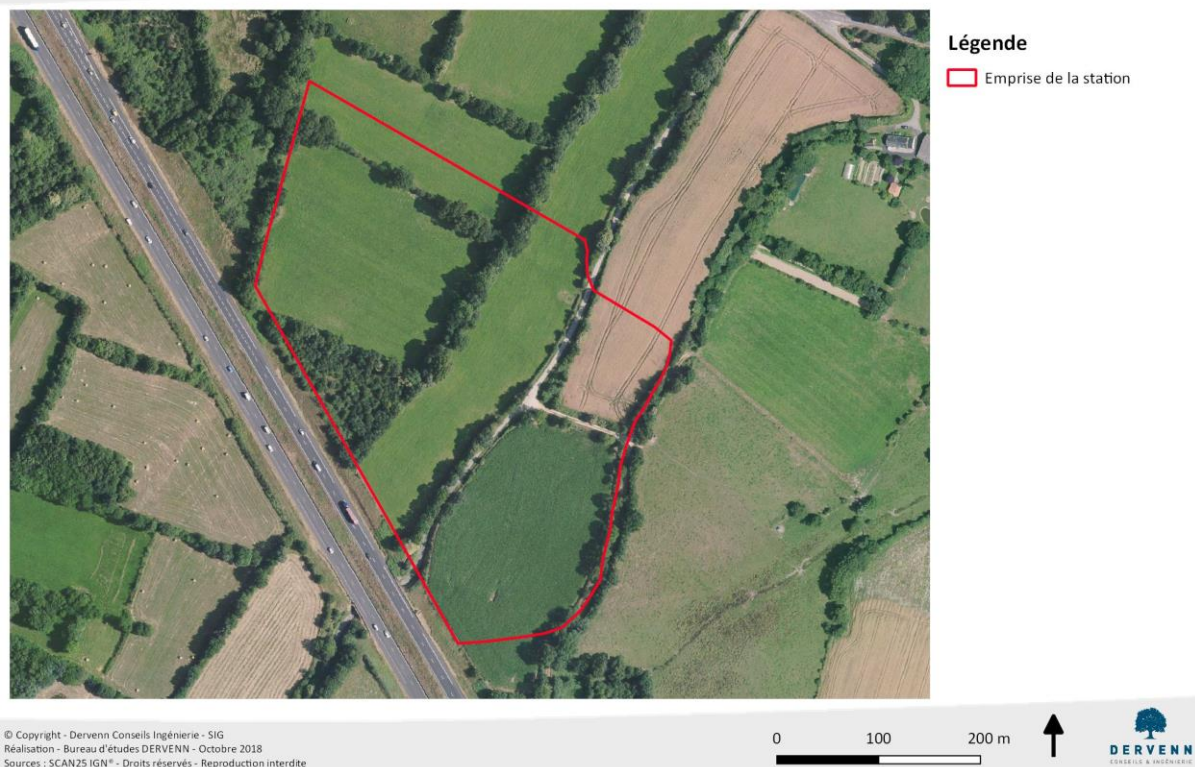 Légende
Emprise de la station
© Copyright - Dervenn Conseils Ingénierie - SIG
Réalisation - Bureau d'études DERVENN - Octobre 2018
Sources : SCAN25 IGN® - Droits réservés - Reproduction interdite
0 100 200 m
DERVENN
CONSEILS & INGÉNIERIE